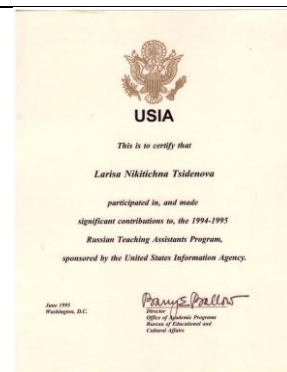 USIA
This is to certify that
Larisa Nikitichna Tsidenova
participated in, and made
significant contributions to, the 1994-1995
Russian Teaching Assistants Program,
sponsored by the United States Information Agency.
June 1995
Washington, D.C.
Barry E Ballow
Director
Office of Academic Programs
Bureau of Educational and
Cultural Affairs